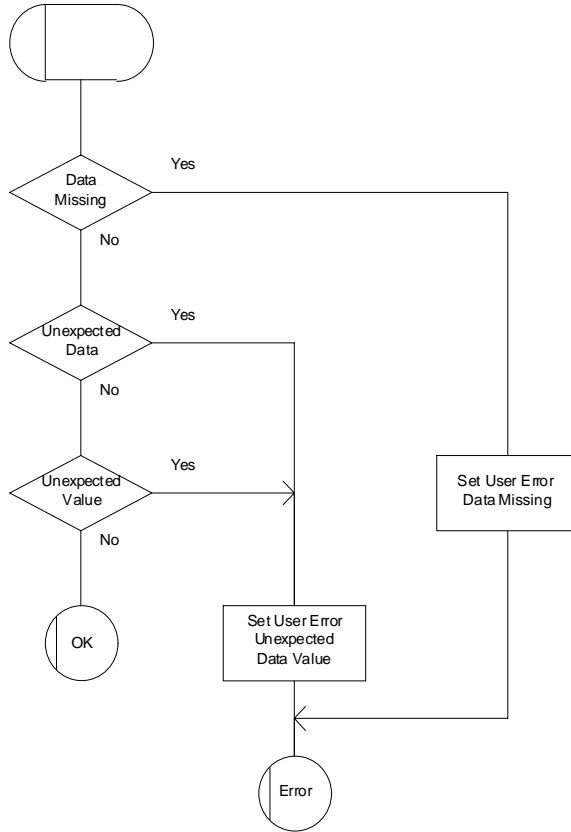 Yes
Data
Missing
No
Yes
Unexpected
Data
No
Yes
Unexpected
Value
Set User Error
Data Missing
No
Set User Error
Unexpected
Data Value
OK
Error